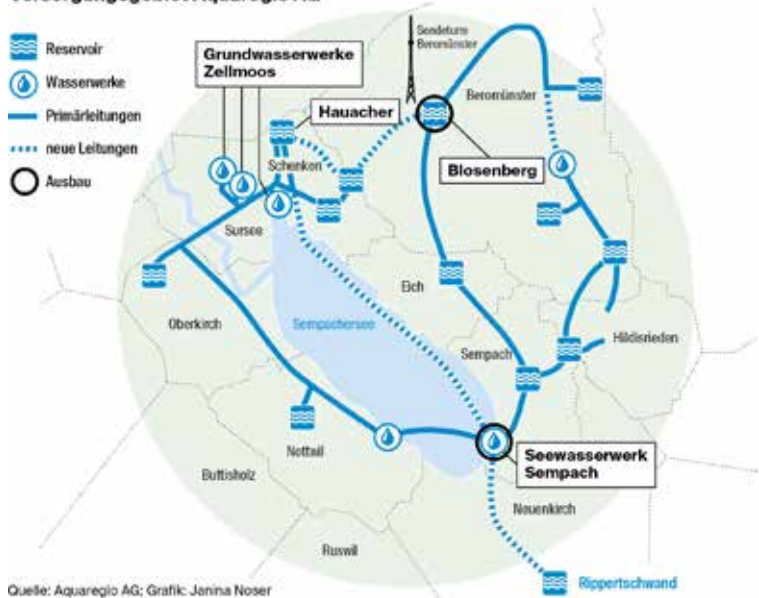 Reservoir
Wasserwerke
Primärleitungen
neue Leitungen
Ausbau
Grundwasserwerke
Zellmoos
Sendeturm
Beromünster
Hauacher
Beromünster
Blosenberg
Schenkon
Sursee
Eich
Oberkirch
Sempachersee
Sempach
Hildisrieden
Nottwil
Buttisholz
Seewasserwerk
Sempach
Neuenkirch
Ruswil
Rippertschwand
Quelle: Aquaregio AG; Grafik: Janina Noser